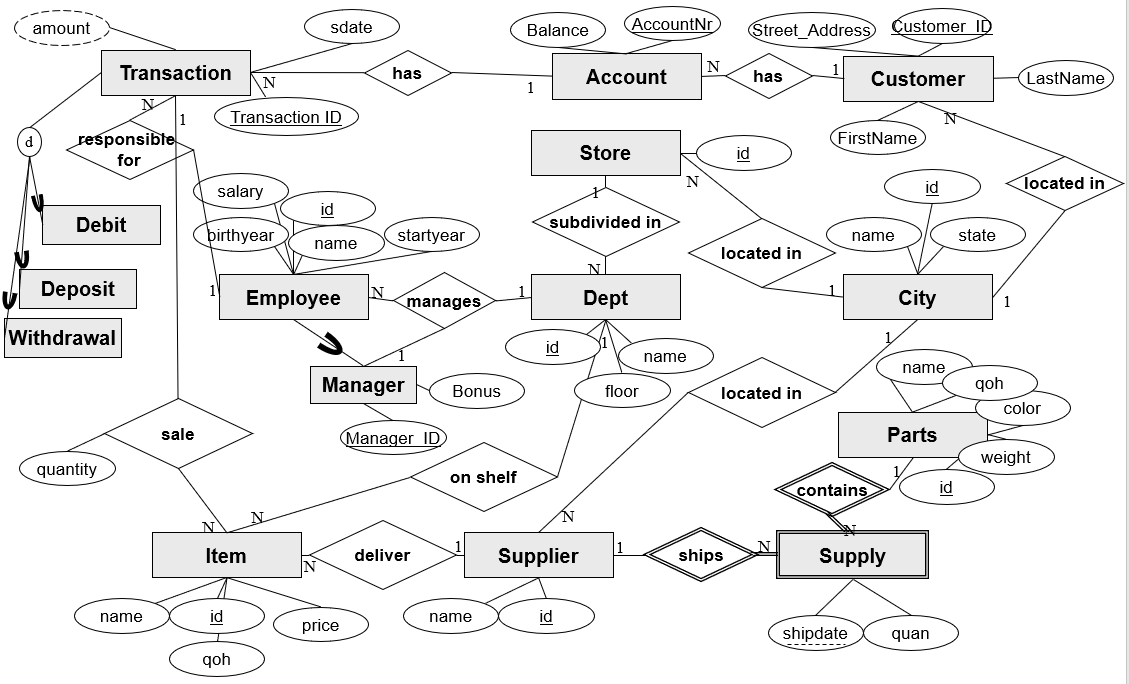 amount
sdate
Balance
AccountNr
Street_Address
Customer_ID
Transaction
N
has
1
Account
N
has
1
Customer
LastName
Transaction ID
N
1
FirstName
N
d
responsible
for
Store
id
N
located in
salary
id
1
subdivided in
id
Debit
birthyear
name
startyear
located in
name
state
Deposit
1
Employee
N
manages
1
N
Dept
1
City
1
Withdrawal
1
id
1
name
1
Manager
Bonus
floor
located in
name
qoh
color
Manager_ID
sale
quantity
Parts
weight
on shelf
1
id
contains
N
N
N
N
Item
N
deliver
1
Supplier
1
ships
N
Supply
name
id
price
name
id
shipdate
quan
qoh